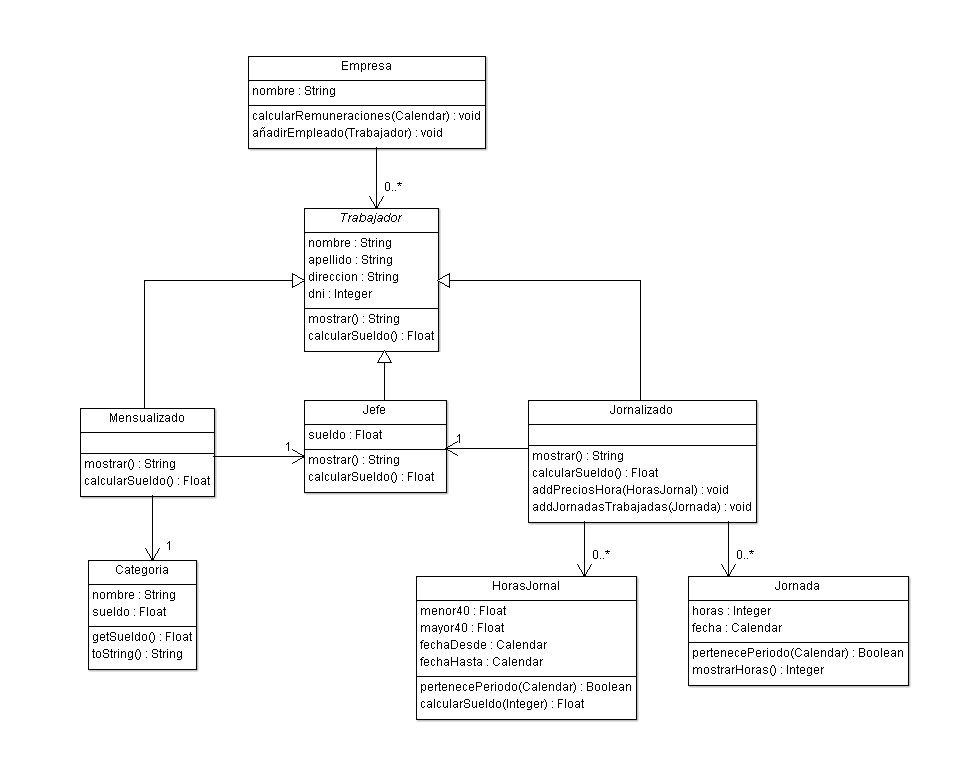 Empresa
nombre : String
calcularRemuneraciones(Calendar) : void
añadirEmpleado(Trabajador) : void
0..*
Trabajador
nombre : String
apellido : String
direccion : String
dni : Integer
mostrar() : String
calcularSueldo() : Float
Mensualizado
mostrar() : String
calcularSueldo() : Float
1
Jefe
sueldo : Float
mostrar() : String
calcularSueldo() : Float
1
Jornalizado
mostrar() : String
calcularSueldo() : Float
addPreciosHora(HorasJornal) : void
addJornadasTrabajadas(Jornada) : void
1
Categoria
nombre : String
sueldo : Float
getSueldo() : Float
toString() : String
0..*
HorasJornal
menor40 : Float
mayor40 : Float
fechaDesde : Calendar
fechaHasta : Calendar
pertenecePeriodo(Calendar) : Boolean
calcularSueldo(Integer) : Float
0..*
Jornada
horas : Integer
fecha : Calendar
pertenecePeriodo(Calendar) : Boolean
mostrarHoras() : Integer